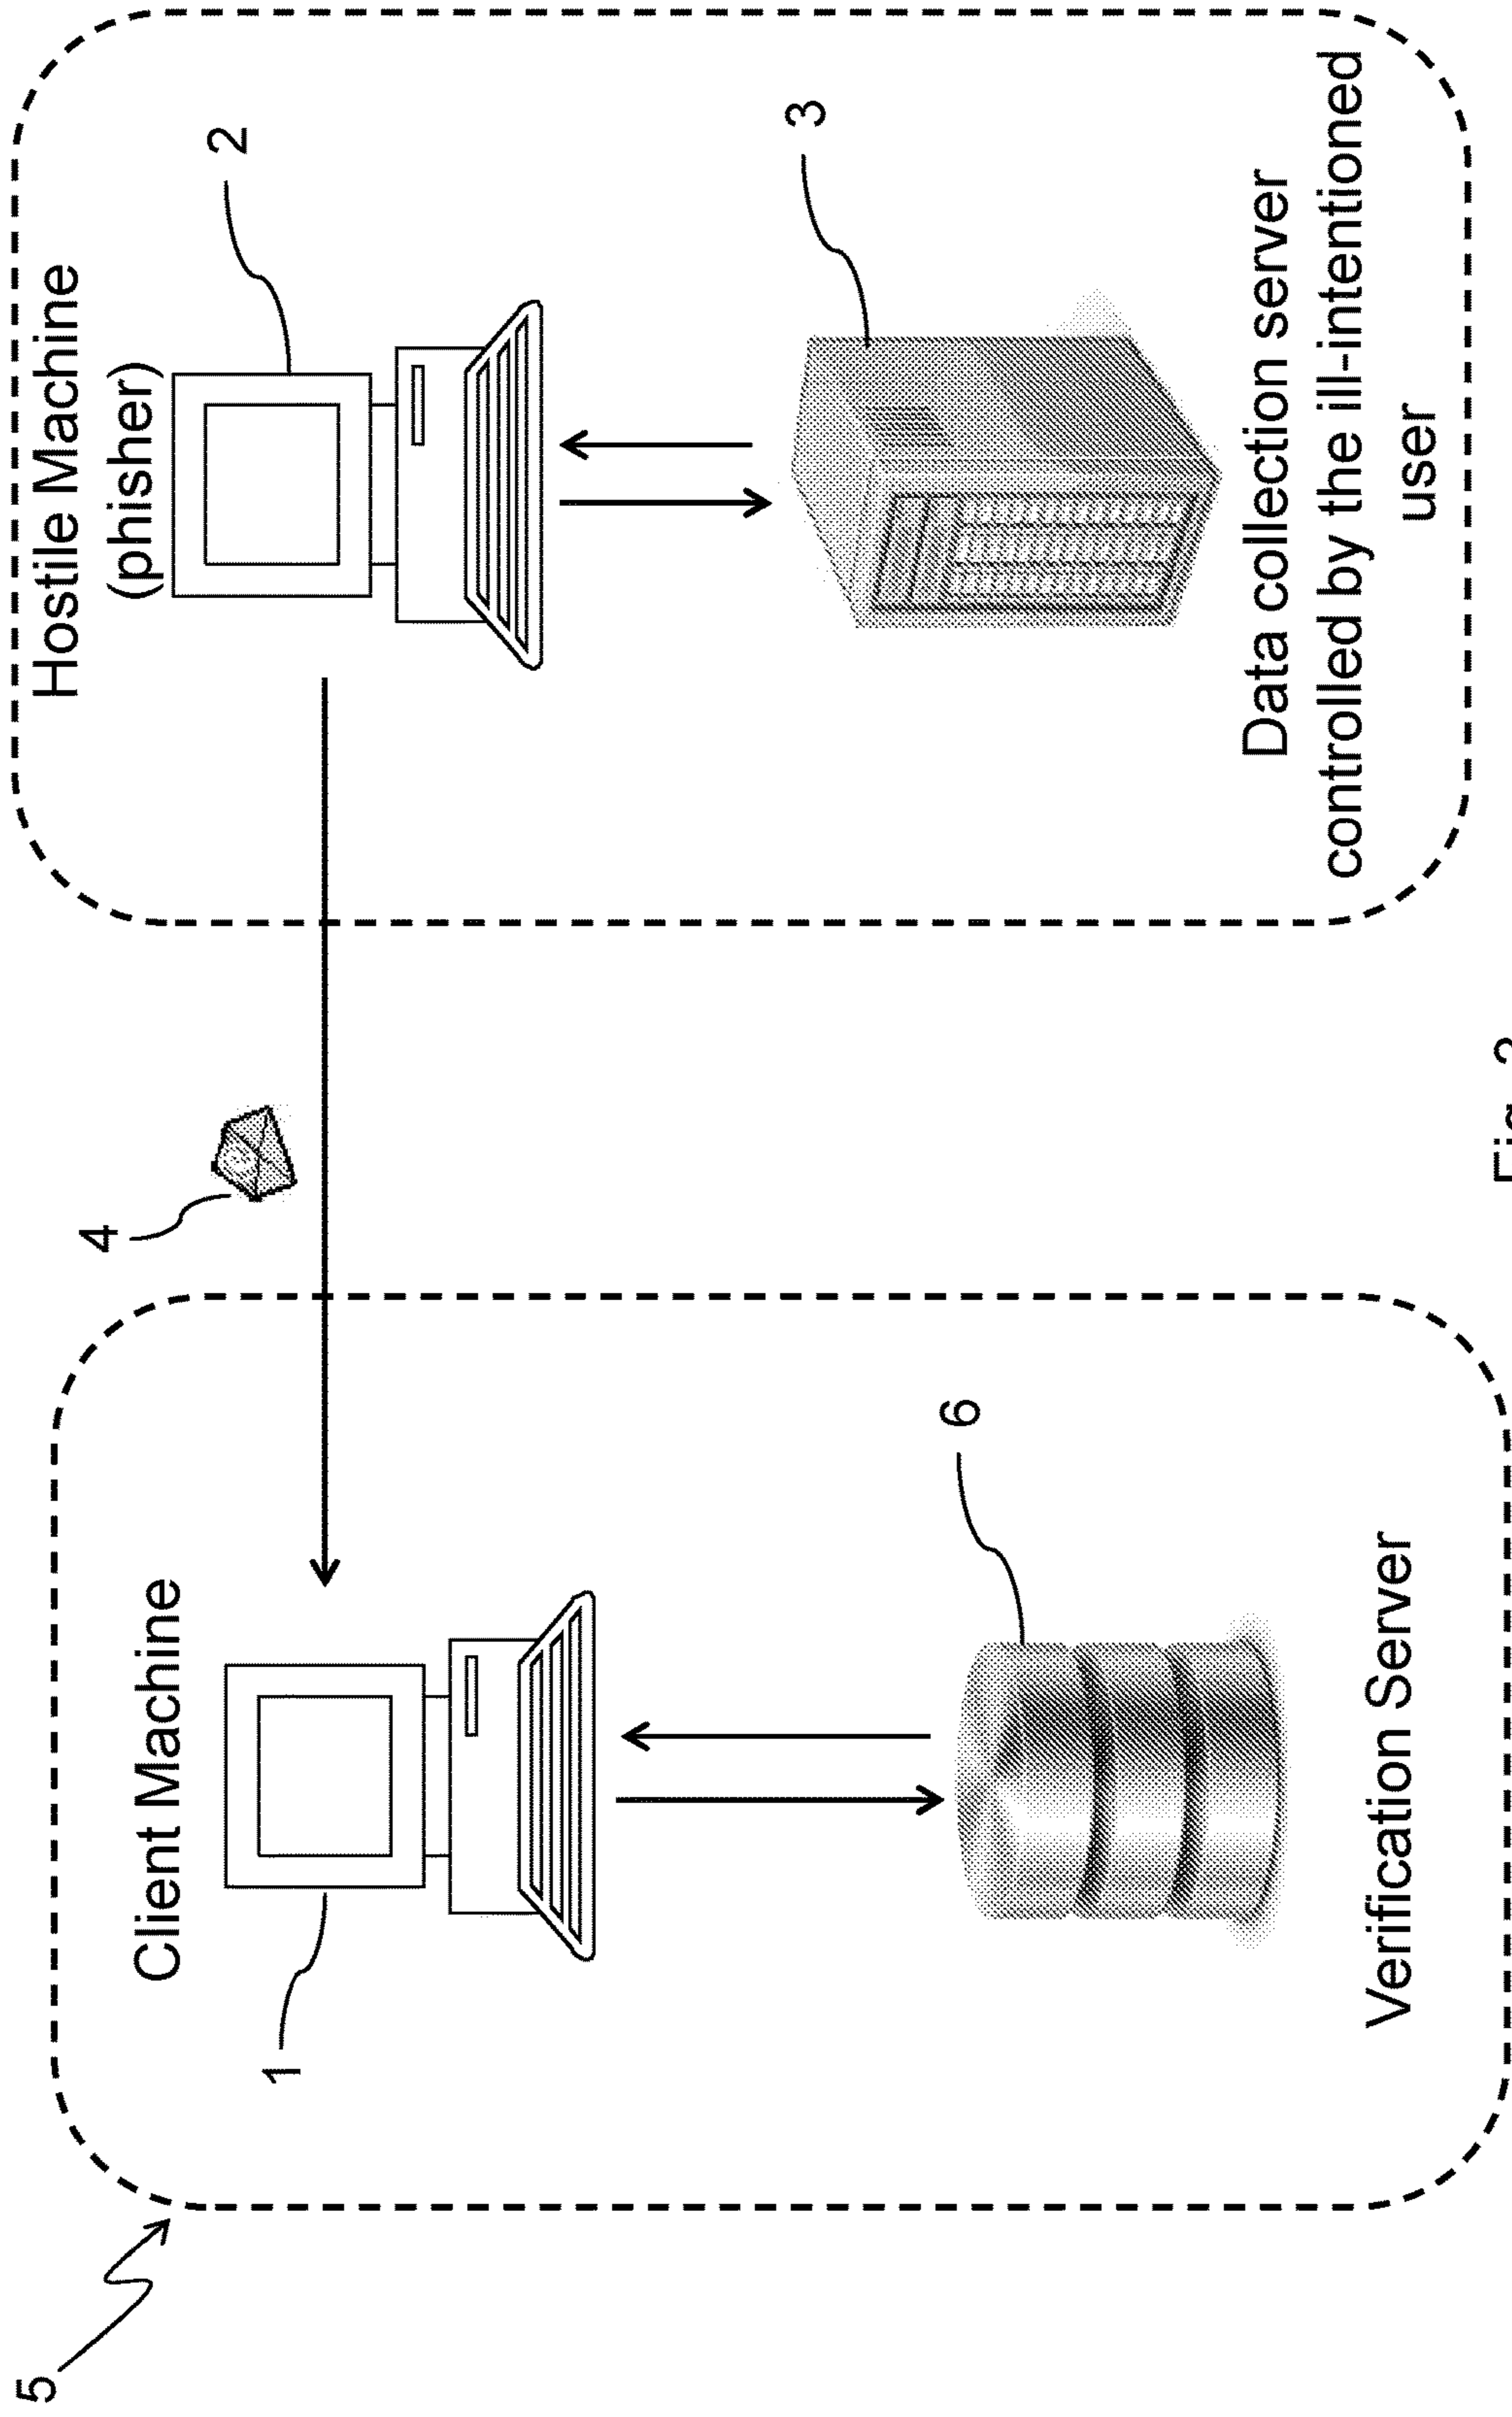 5
Client Machine
1
6
Verification Server
4
Hostile Machine
(phisher)
2
3
Data collection server
controlled by the ill-intentioned
user